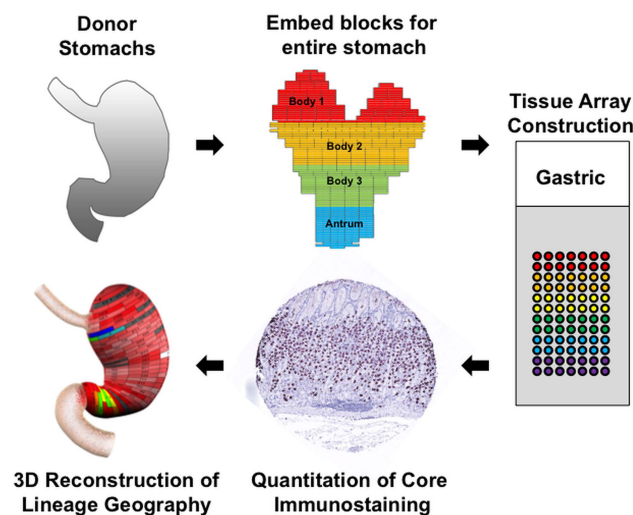 Donor
Stomachs
Embed blocks for
entire stomach
Body 1
Body 2
Body 3
Antrum
Tissue Array
Construction
Gastric
3D Reconstruction of
Lineage Geography
Quantitation of Core
Immunostaining